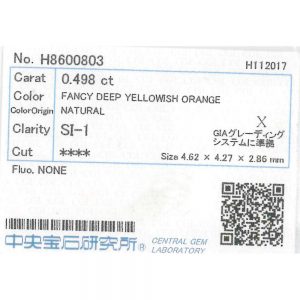 No. H8600803
H112017
Carat 0.498 ct
Color FANCY DEEP YELLOWISH ORANGE
ColorOrigin NATURAL
Clarity SI-1
X
GIAグレーディング
システムに準拠
Cut ****
Size 4.62 × 4.27 × 2.86 mm
Fluo. NONE
中央宝石研究所® CENTRAL GEM
LABORATORY